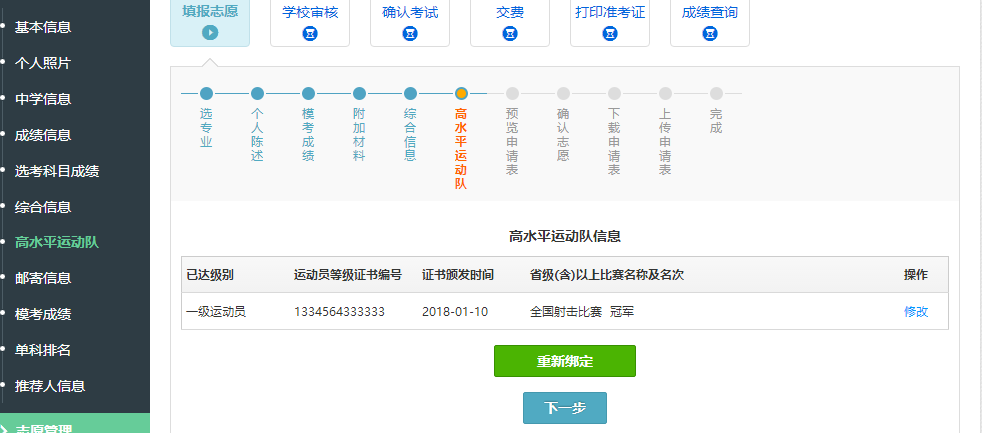 填报志愿
学校审核
确认考试
交费
打印准考证
成绩查询
基本信息
个人照片
中学信息
成绩信息
选考科目成绩
综合信息
高水平运动队
邮寄信息
模考成绩
单科排名
推荐人信息
志愿管理
选专业
个人陈述
模考成绩
附加材料
综合信息
高水平运动队
预览申请表
确认志愿
下载申请表
上传申请表
完成
高水平运动队信息
已达级别 运动员等级证书编号 证书颁发时间 省级(含)以上比赛名称及名次 操作
一级运动员 1334564333333 2018-01-10 全国射击比赛 冠军 修改
重新绑定
下一步